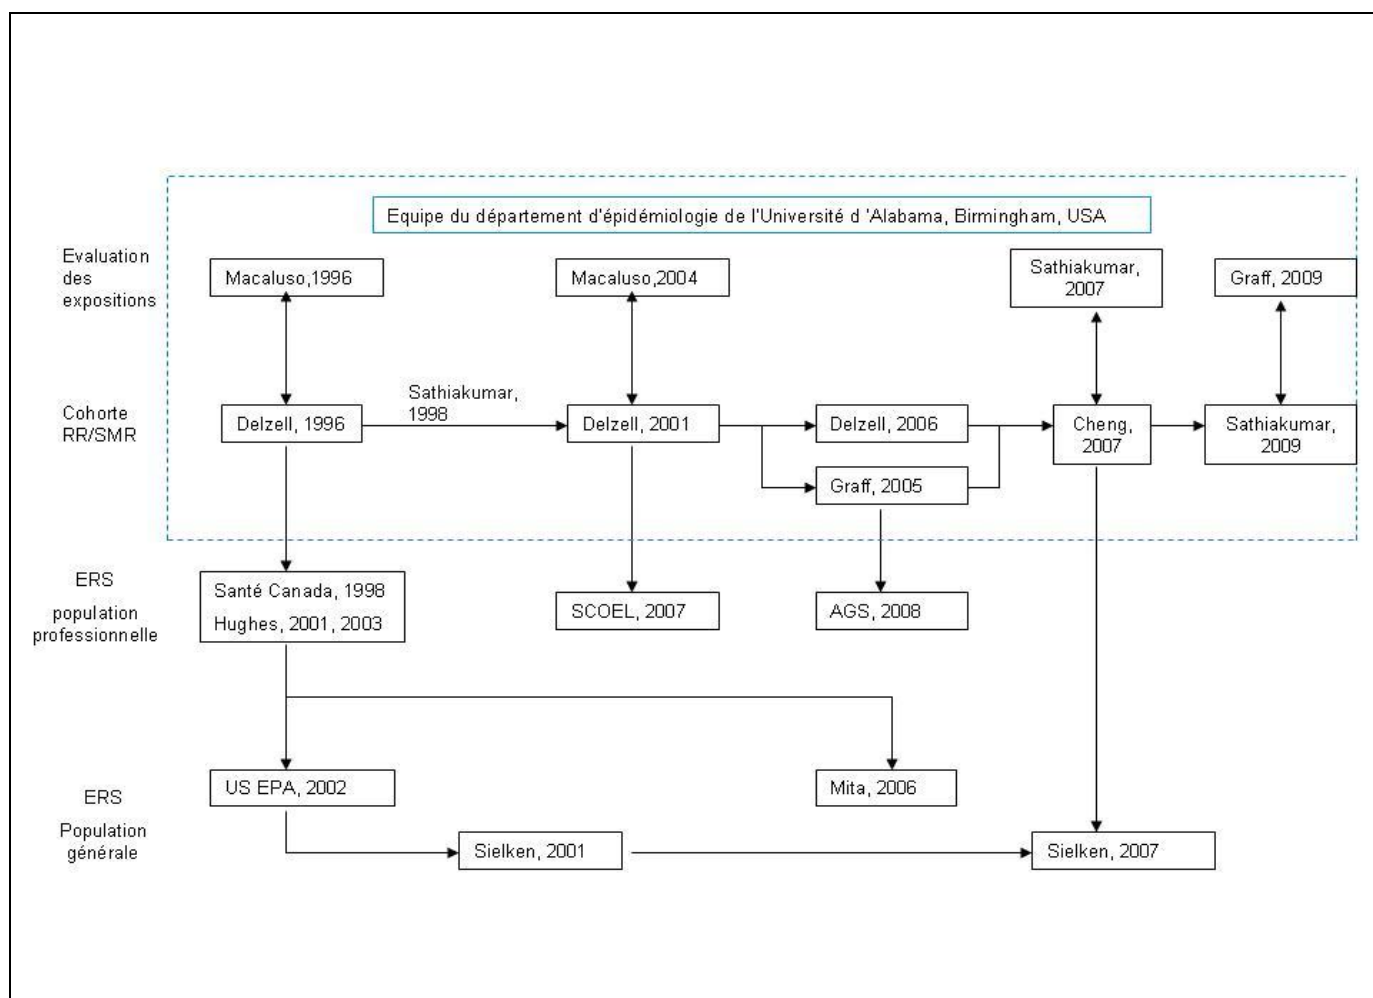 Equipe du département d'épidémiologie de l'Université d 'Alabama, Birmingham, USA
Evaluation
des
expositions
Macaluso,1996
Macaluso,2004
Sathiakumar,
2007
Graff, 2009
Cohorte
RR/SMR
Delzell, 1996
Sathiakumar,
1998
Delzell, 2001
Delzell, 2006
Graff, 2005
Cheng,
2007
Sathiakumar,
2009
ERS
population
professionnelle
Santé Canada, 1998
Hughes, 2001, 2003
SCOEL, 2007
AGS, 2008
ERS
Population
générale
US EPA, 2002
Mita, 2006
Sielken, 2001
Sielken, 2007